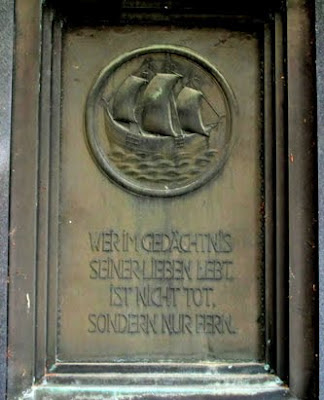 WER IM GEDÄCHTNIS
SEINER LIEBEN LEBT.
IST NICHT TOT.
SONDERN NUR FERN.